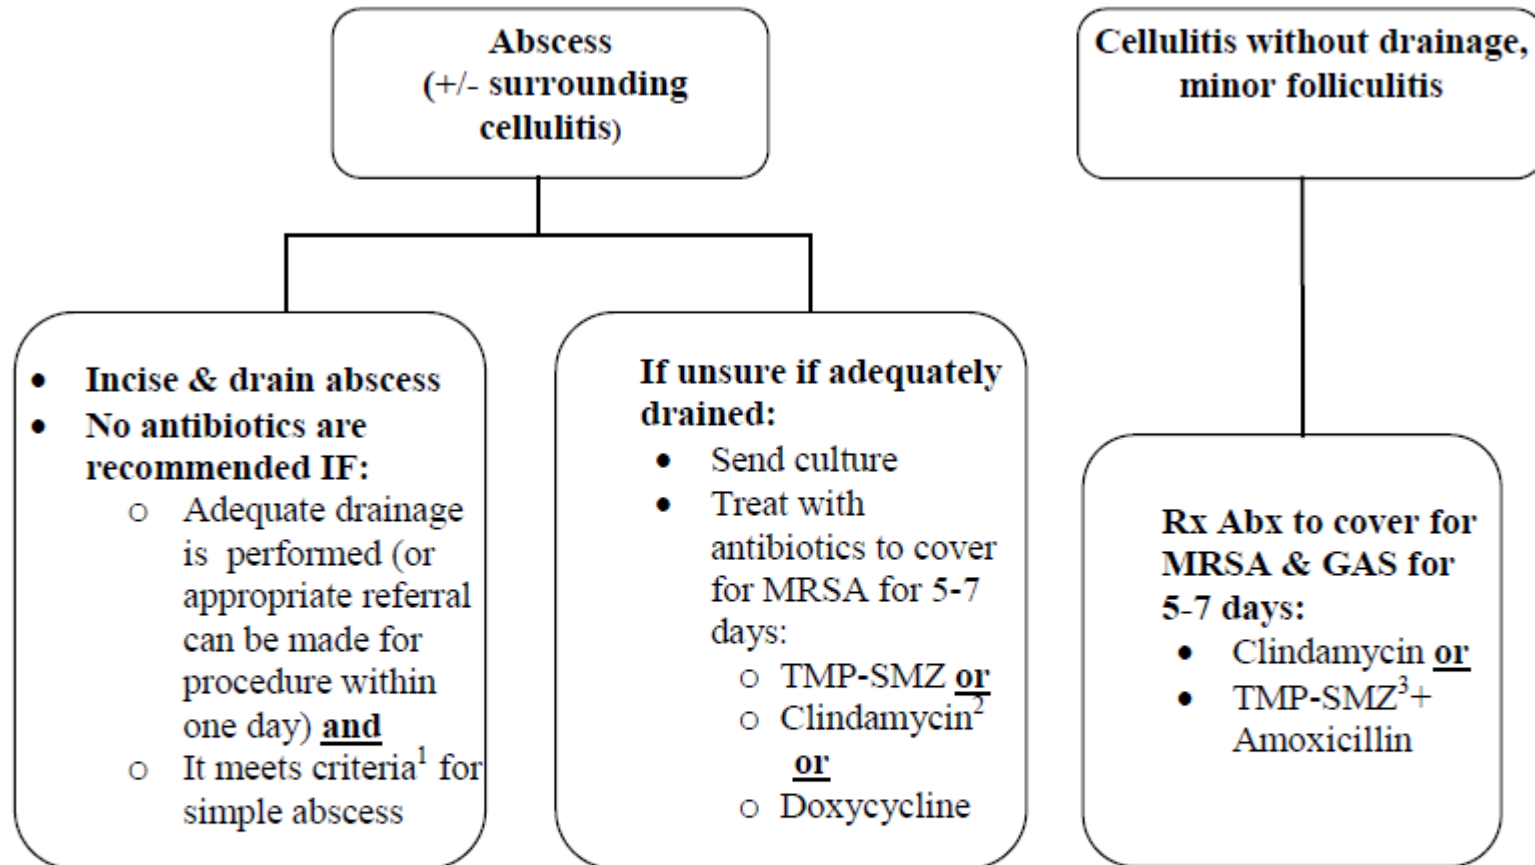 Abscess
(+/- surrounding
cellulitis)
Cellulitis without drainage,
minor folliculitis
• Incise & drain abscess
• No antibiotics are
recommended IF:
o Adequate drainage
is performed (or
appropriate referral
can be made for
procedure within
one day) and
o It meets criteria¹ for
simple abscess
If unsure if adequately
drained:
• Send culture
• Treat with
antibiotics to cover
for MRSA for 5-7
days:
o TMP-SMZ or
o Clindamycin²
or
o Doxycycline
Rx Abx to cover for
MRSA & GAS for
5-7 days:
• Clindamycin or
• TMP-SMZ³+
Amoxicillin